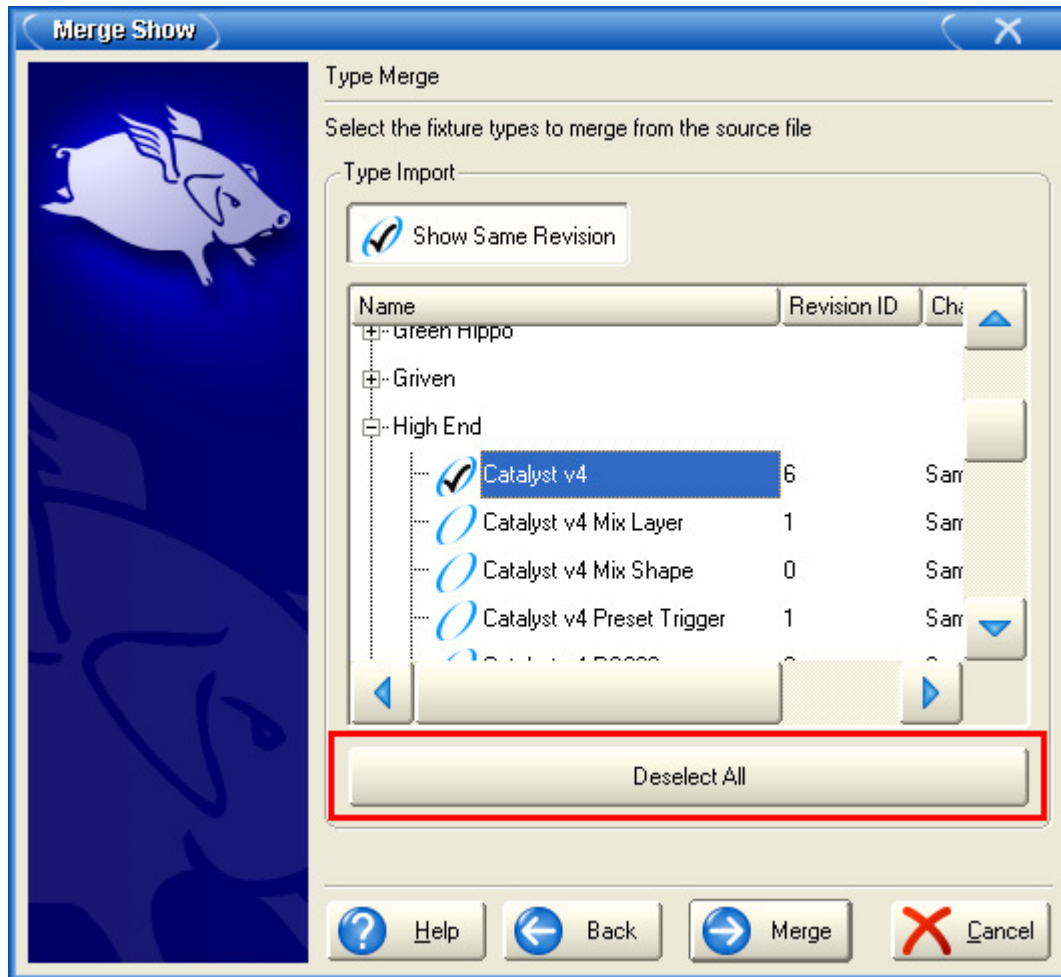 Merge Show
Type Merge
Select the fixture types to merge from the source file
Type Import
Show Same Revision
Name Revision ID
Green Hippo
Griven
High End
Catalyst v4 6
Catalyst v4 Mix Layer 1
Catalyst v4 Mix Shape 0
Catalyst v4 Preset Trigger 1
Deselect All
Help Back Merge Cancel